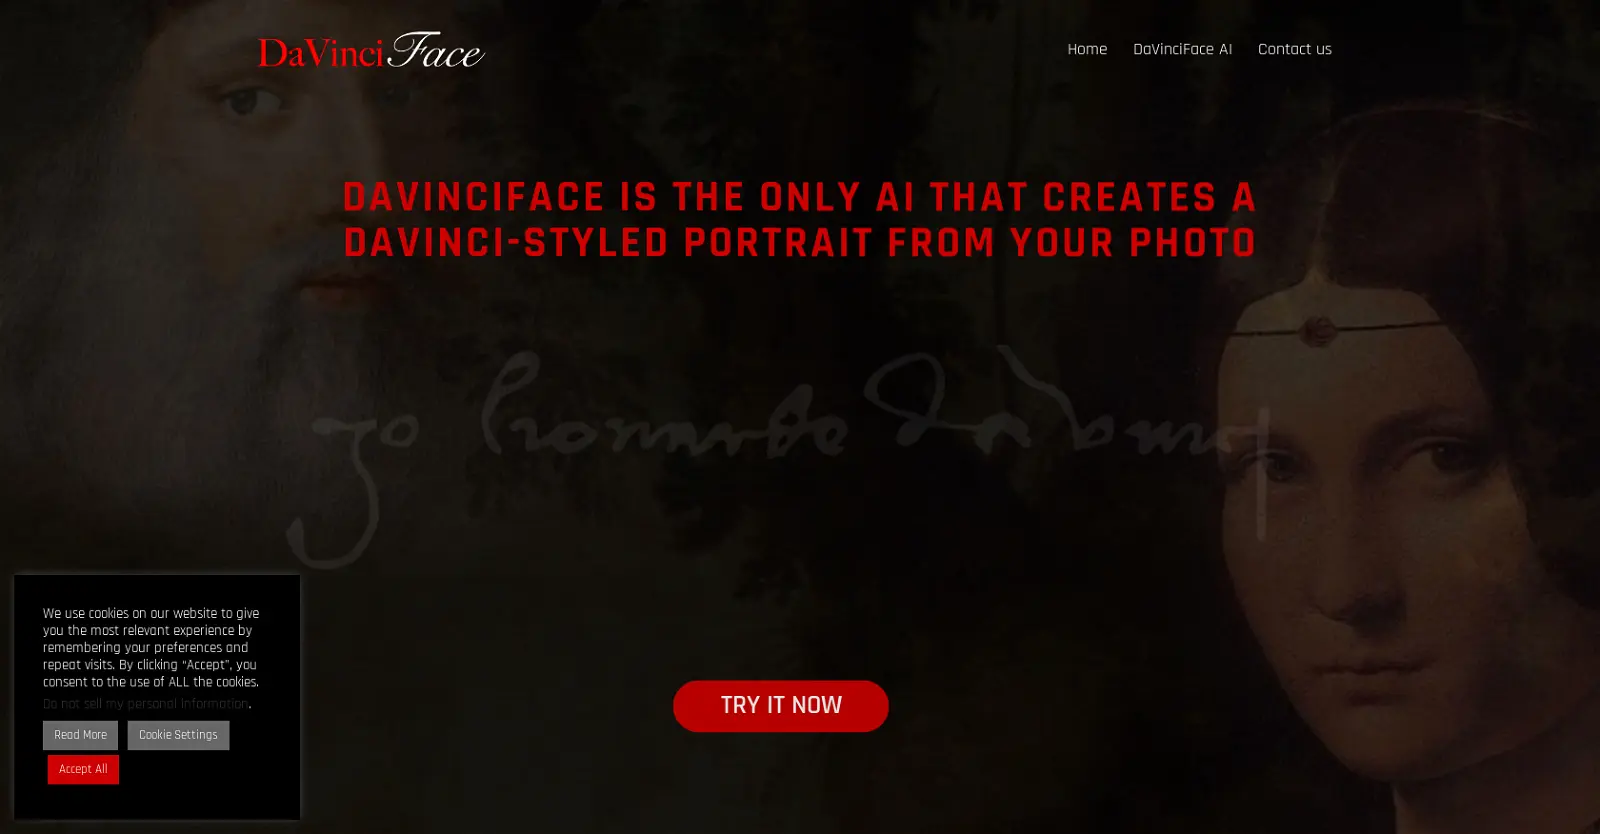 DaVinciFace
Home
DaVinciFace AI
Contact us
DAVINCIFACE IS THE ONLY AI THAT CREATES A
DAVINCI-STYLED PORTRAIT FROM YOUR PHOTO
TRY IT NOW
We use cookies on our website to give
you the most relevant experience by
remembering your preferences and
repeat visits. By clicking “Accept”, you
consent to the use of ALL the cookies.
Do not sell my personal information.
Read More
Cookie Settings
Accept All